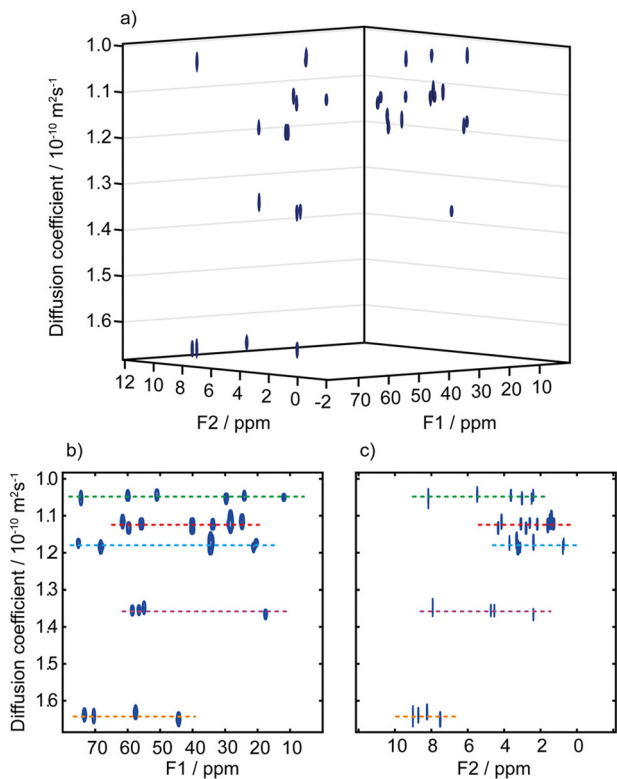 a)
1.0
1.1
1.2
1.3
1.4
1.5
1.6
Diffusion coefficient / 10⁻¹⁰ m²s⁻¹
12 10 8 6 4 2 0 -2
70 60 50 40 30 20 10
F2 / ppm
F1 / ppm
b)
1.0
1.1
1.2
1.3
1.4
1.5
1.6
Diffusion coefficient / 10⁻¹⁰ m²s⁻¹
70 60 50 40 30 20 10
F1 / ppm
c)
10 8 6 4 2 0
F2 / ppm